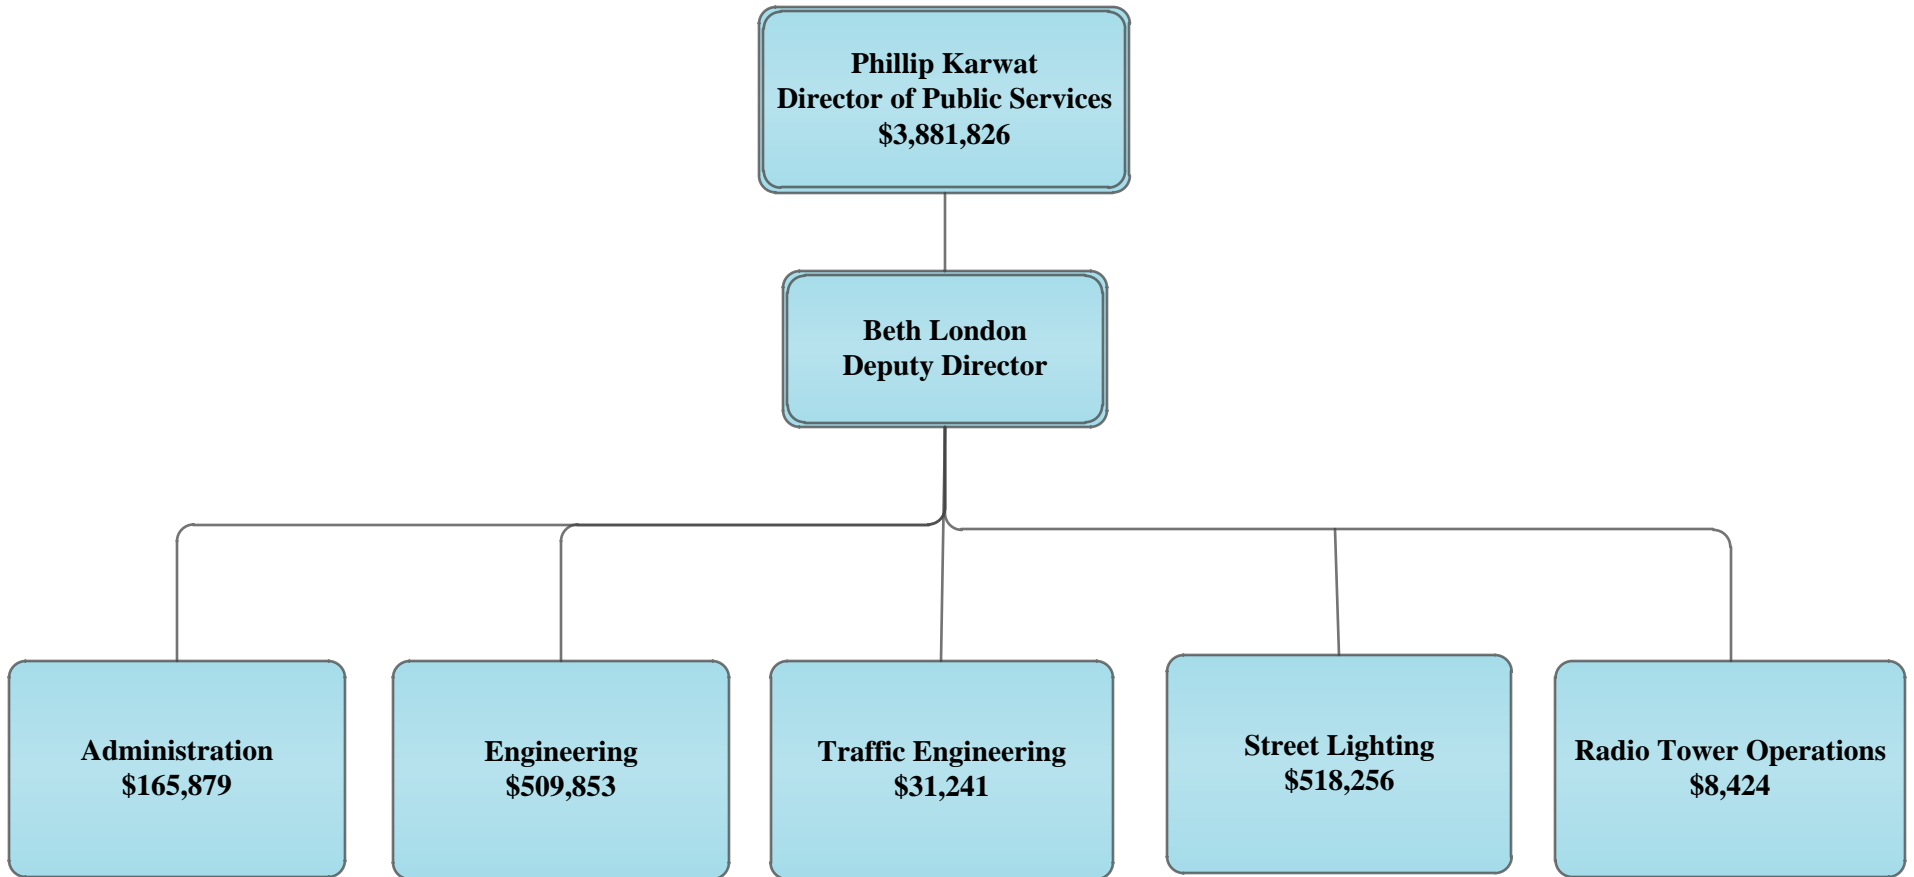 Phillip Karwat
Director of Public Services
$3,881,826
Beth London
Deputy Director
Administration
$165,879
Engineering
$509,853
Traffic Engineering
$31,241
Street Lighting
$518,256
Radio Tower Operations
$8,424